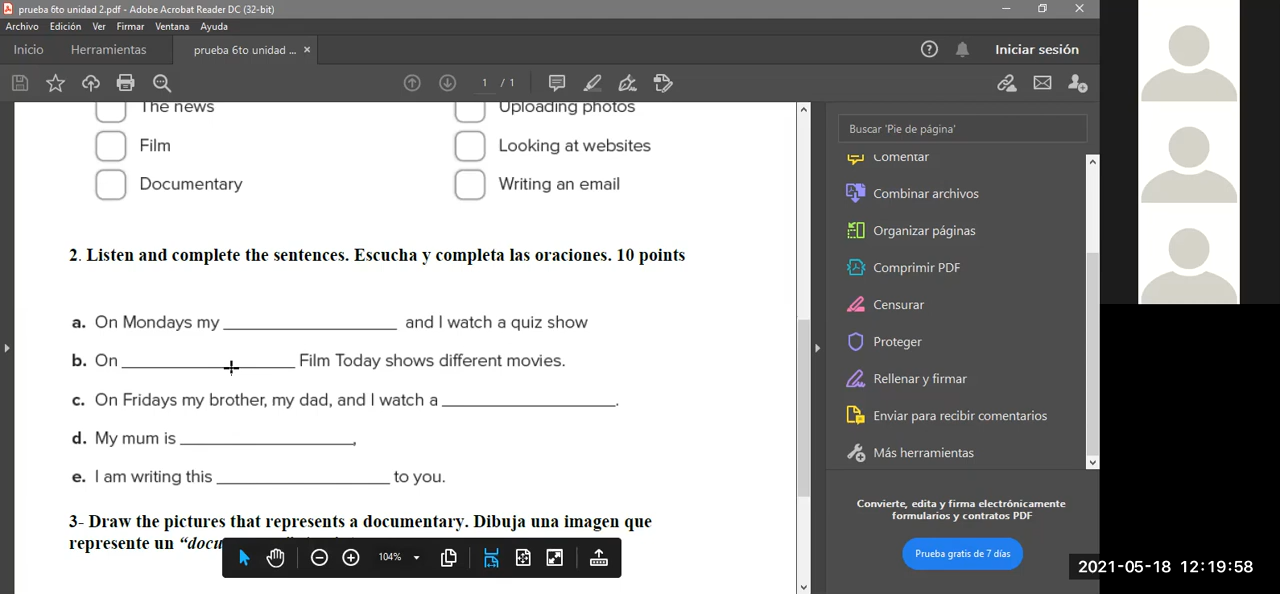 prueba 6to unidad 2.pdf - Adobe Acrobat Reader DC (32-bit)
Archivo Edición Ver Firmar Ventana Ayuda
Inicio Herramientas prueba 6to unidad ... × Iniciar sesión
1 / 1
The news Uploading photos
Film Looking at websites
Documentary Writing an email
2. Listen and complete the sentences. Escucha y completa las oraciones. 10 points
a. On Mondays my ____________________ and I watch a quiz show
b. On ____________________ Film Today shows different movies.
c. On Fridays my brother, my dad, and I watch a ____________________.
d. My mum is ____________________,
e. I am writing this ____________________ to you.
3- Draw the pictures that represents a documentary. Dibuja una imagen que
represente un “docu
104%
Buscar 'Pie de página'
Comentar
Combinar archivos
Organizar páginas
Comprimir PDF
Censurar
Proteger
Rellenar y firmar
Enviar para recibir comentarios
Más herramientas
Convierte, edita y firma electrónicamente
formularios y contratos PDF
Prueba gratis de 7 días
2021-05-18 12:19:58